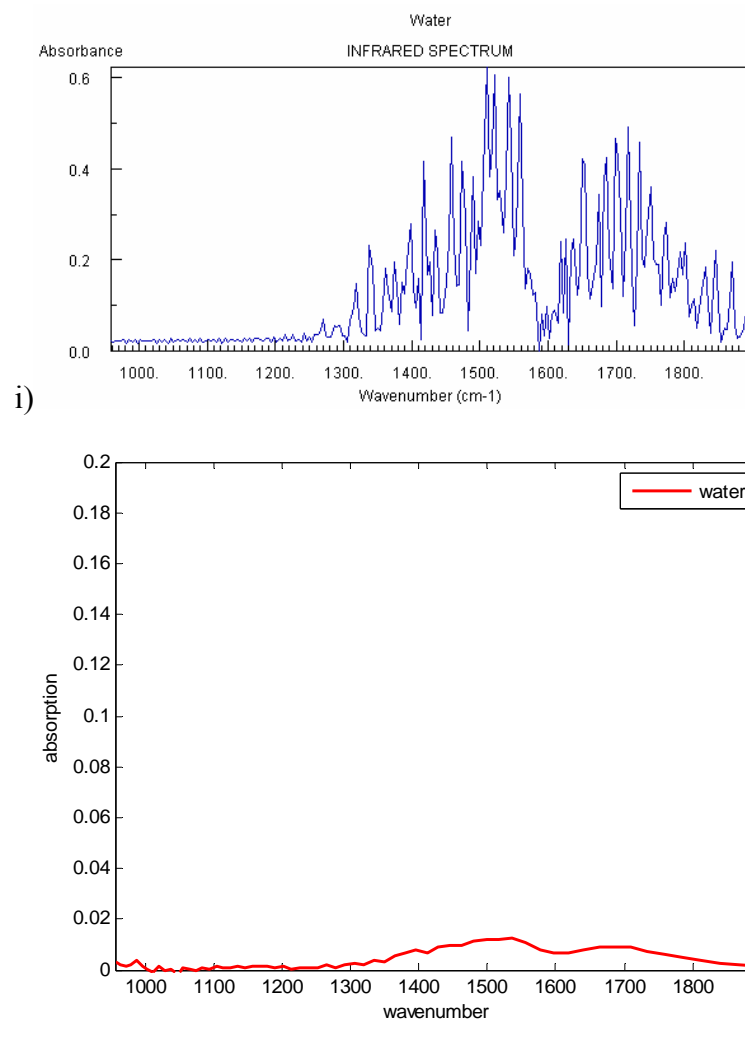 Water
Absorbance INFRARED SPECTRUM
0.6
0.4
0.2
0.0
1000. 1100. 1200. 1300. 1400. 1500. 1600. 1700. 1800.
Wavenumber (cm-1)
i)
0.2
water
0.18
0.16
0.14
0.12
0.1
absorption
0.08
0.06
0.04
0.02
0
1000 1100 1200 1300 1400 1500 1600 1700 1800
wavenumber